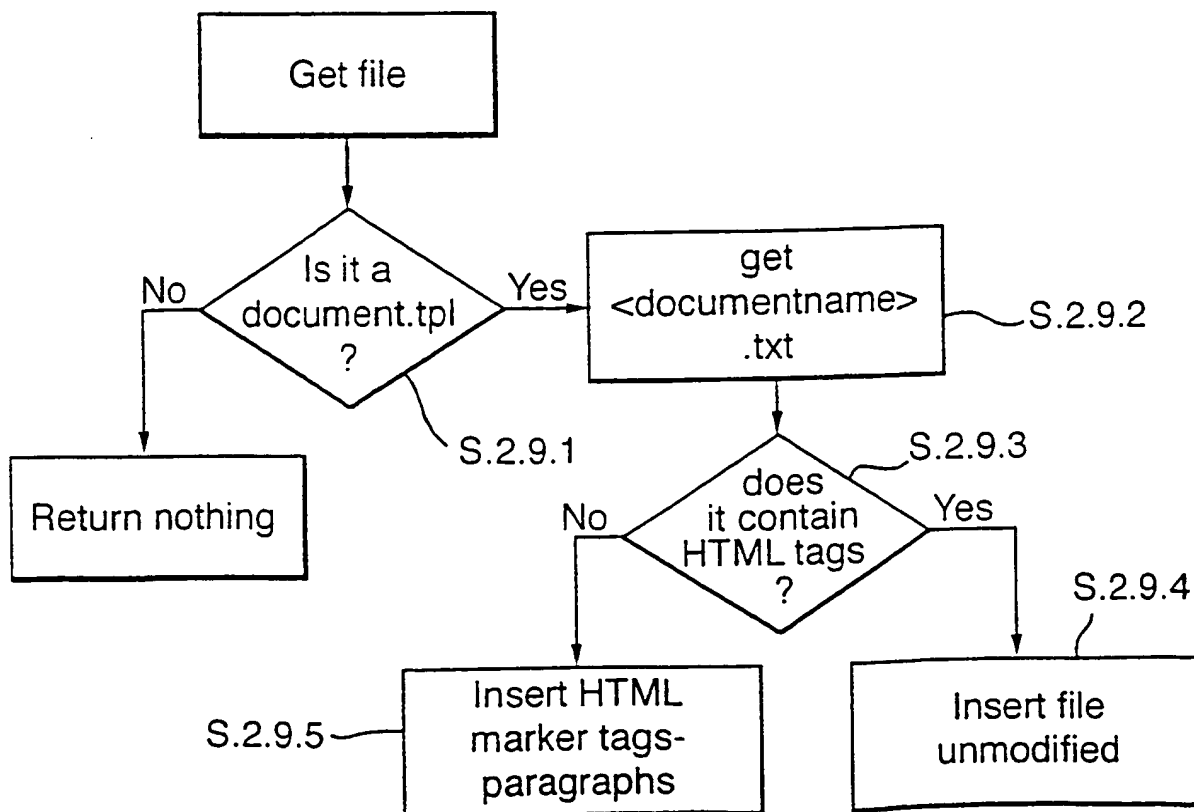 Get file
Is it a
document.tpl
?
No
Yes
get
<documentname>
.txt
S.2.9.2
S.2.9.1
Return nothing
S.2.9.3
does
it contain
HTML tags
?
No
Yes
S.2.9.4
Insert HTML
marker tags-
paragraphs
S.2.9.5
Insert file
unmodified